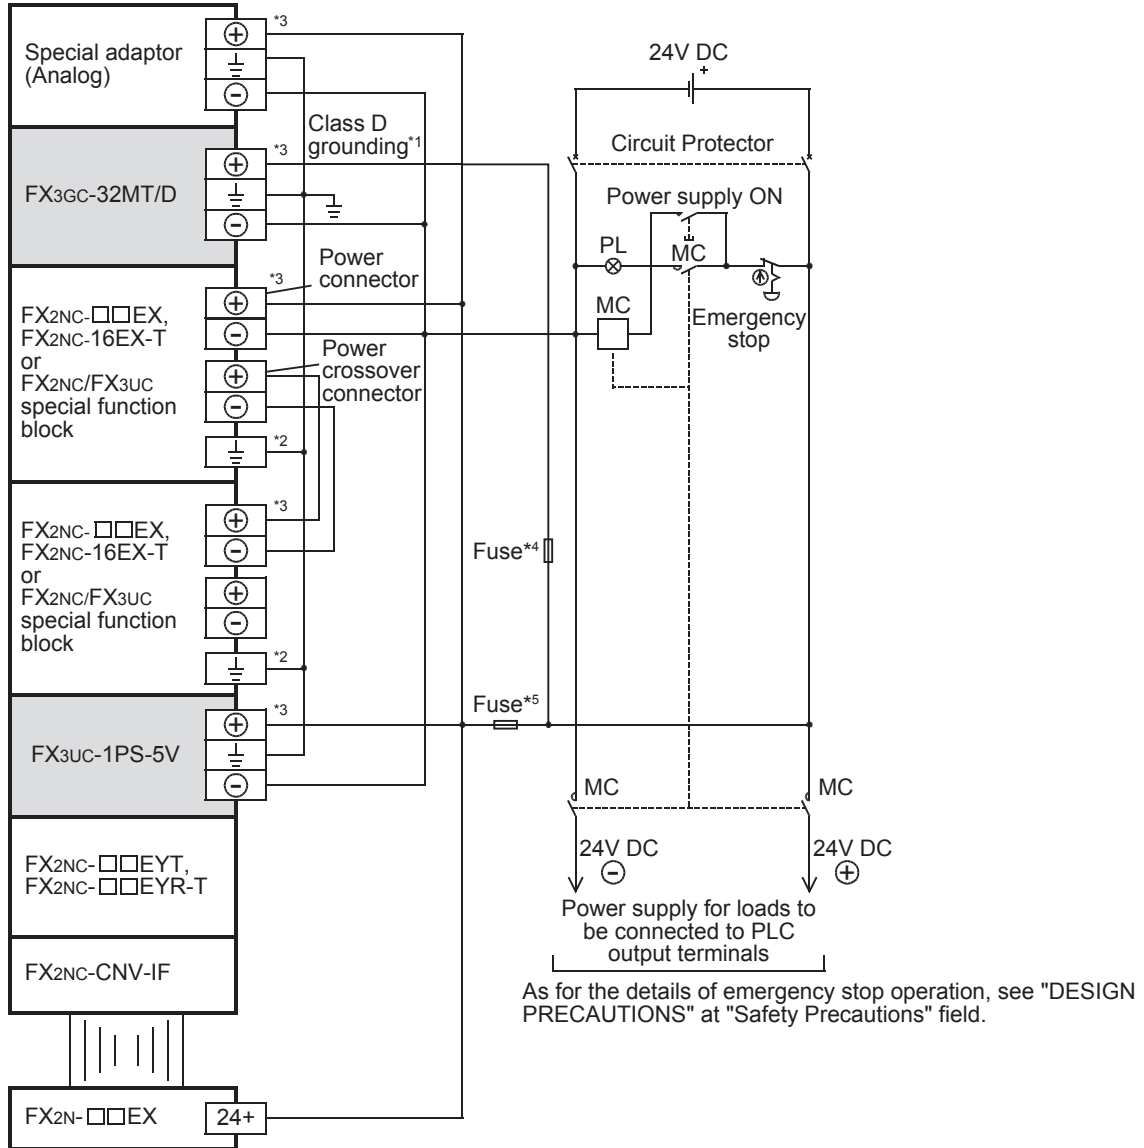 Special adaptor
(Analog)
*3
24V DC
+
Class D
grounding*1
*3
FX3GC-32MT/D
Circuit Protector
Power supply ON
PL
MC
MC
Emergency
stop
Power
connector
*3
FX2NC-□□EX,
FX2NC-16EX-T
or
FX2NC/FX3UC
special function
block
Power
crossover
connector
*2
*3
FX2NC-□□EX,
FX2NC-16EX-T
or
FX2NC/FX3UC
special function
block
Fuse*4
*2
Fuse*5
*3
FX3UC-1PS-5V
MC
MC
24V DC
24V DC
FX2NC-□□EYT,
FX2NC-□□EYR-T
Power supply for loads to
be connected to PLC
output terminals
FX2NC-CNV-IF
As for the details of emergency stop operation, see "DESIGN
PRECAUTIONS" at "Safety Precautions" field.
FX2N-□□EX
24+